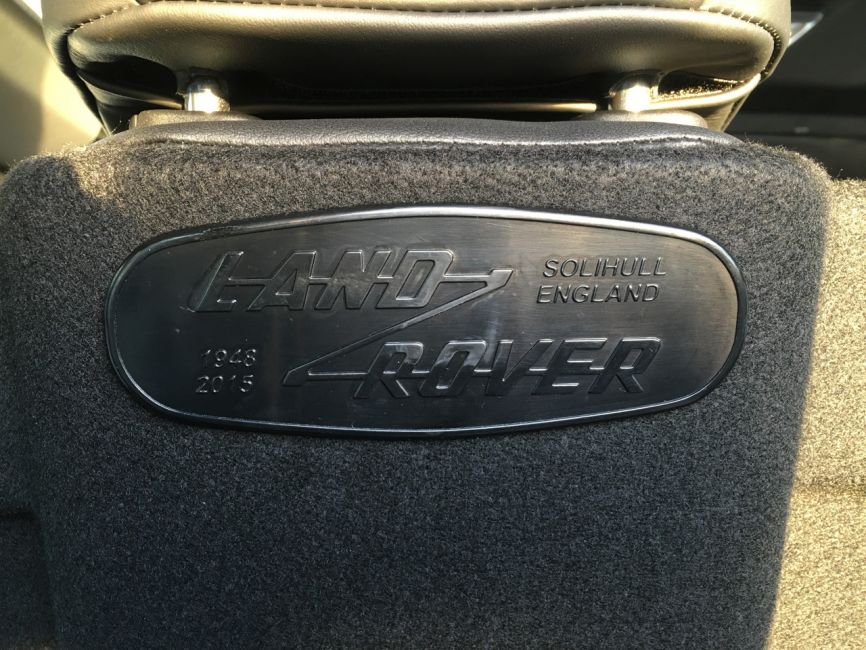 LAND
SOLIHULL
ENGLAND
1948
2015
ROVER